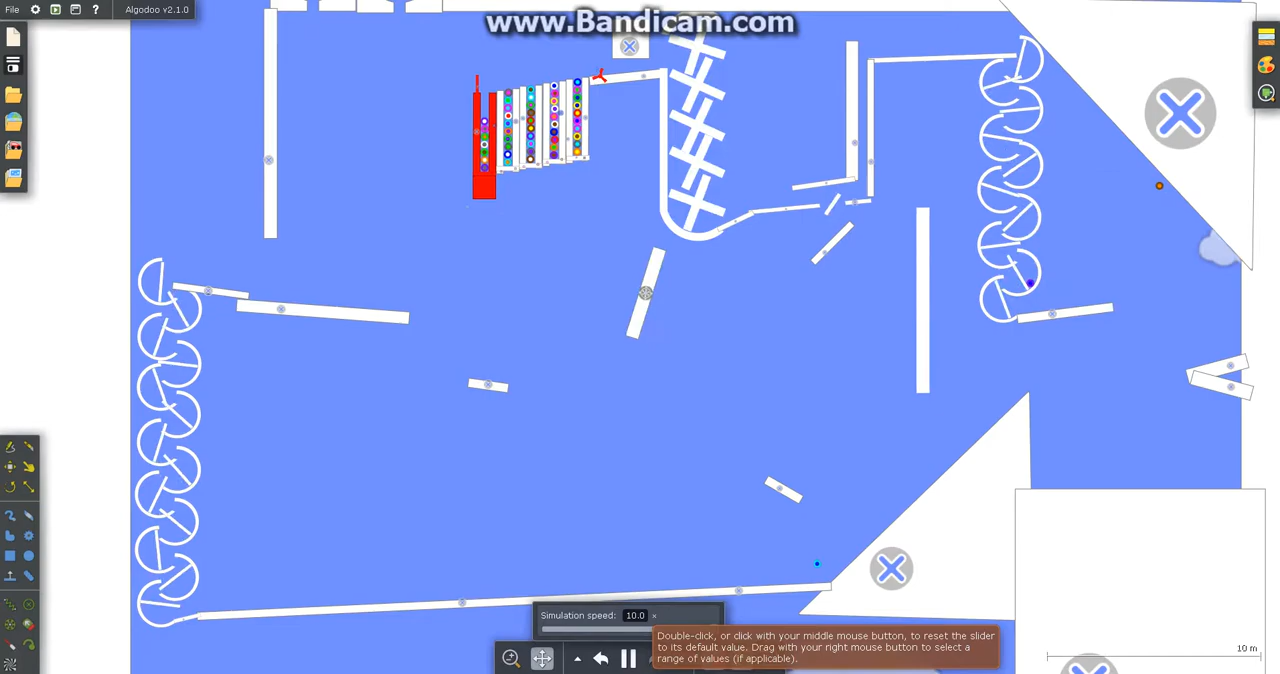 File ? Algodoo v2.1.0
www.Bandicam.com
Simulation speed: 10.0 ×
Double-click, or click with your middle mouse button, to reset the slider
to its default value. Drag with your right mouse button to select a
range of values (if applicable).
10 m